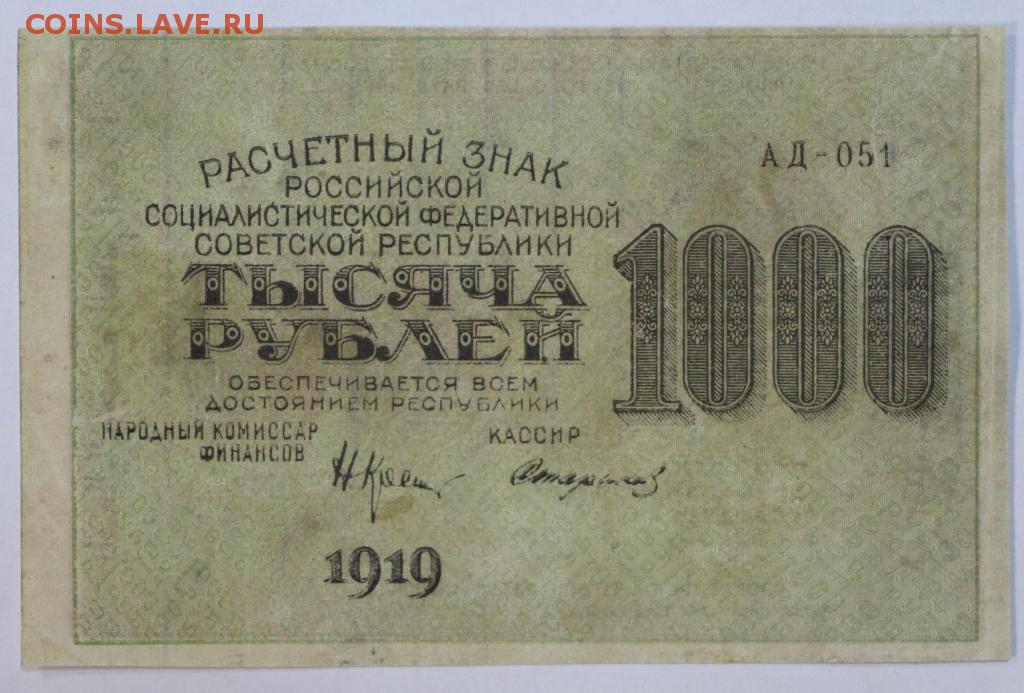 COINS.LAVE.RU
РАСЧЕТНЫЙ ЗНАК
РОССИЙСКОЙ
СОЦИАЛИСТИЧЕСКОЙ ФЕДЕРАТИВНОЙ
СОВЕТСКОЙ РЕСПУБЛИКИ
ТЫСЯЧА
РУБЛЕЙ
АД-051
1000
ОБЕСПЕЧИВАЕТСЯ ВСЕМ
ДОСТОЯНИЕМ РЕСПУБЛИКИ
НАРОДНЫЙ КОМИССАР
ФИНАНСОВ
КАССИР
1919